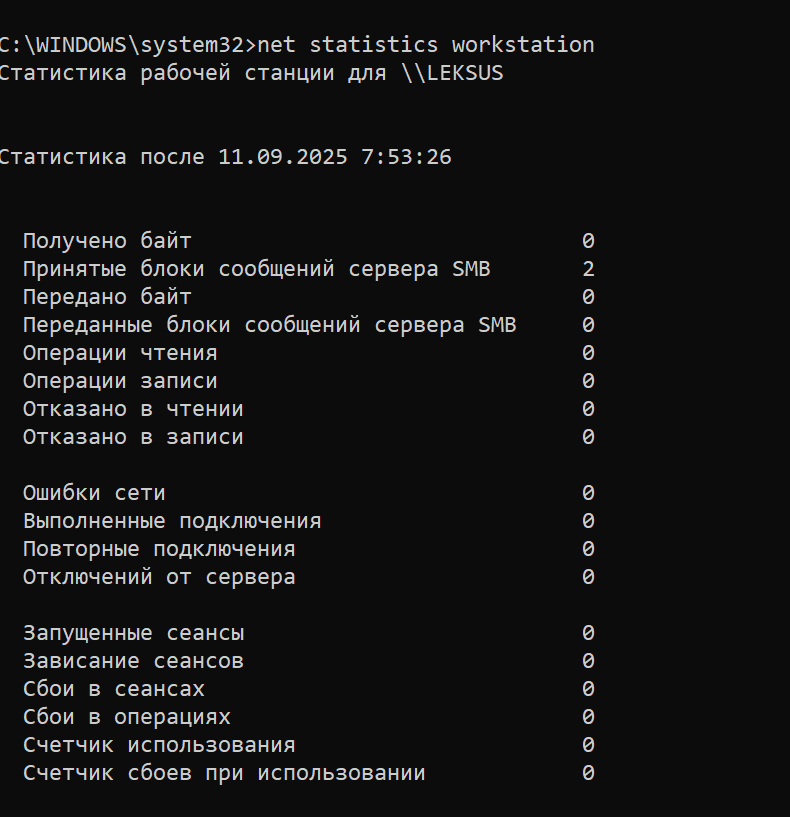 C:\WINDOWS\system32>net statistics workstation
Статистика рабочей станции для \\LEKSUS
Статистика после 11.09.2025 7:53:26
Получено байт 0
Принятые блоки сообщений сервера SMB 2
Передано байт 0
Переданные блоки сообщений сервера SMB 0
Операции чтения 0
Операции записи 0
Отказано в чтении 0
Отказано в записи 0
Ошибки сети 0
Выполненные подключения 0
Повторные подключения 0
Отключений от сервера 0
Запущенные сеансы 0
Зависание сеансов 0
Сбои в сеансах 0
Сбои в операциях 0
Счетчик использования 0
Счетчик сбоев при использовании 0